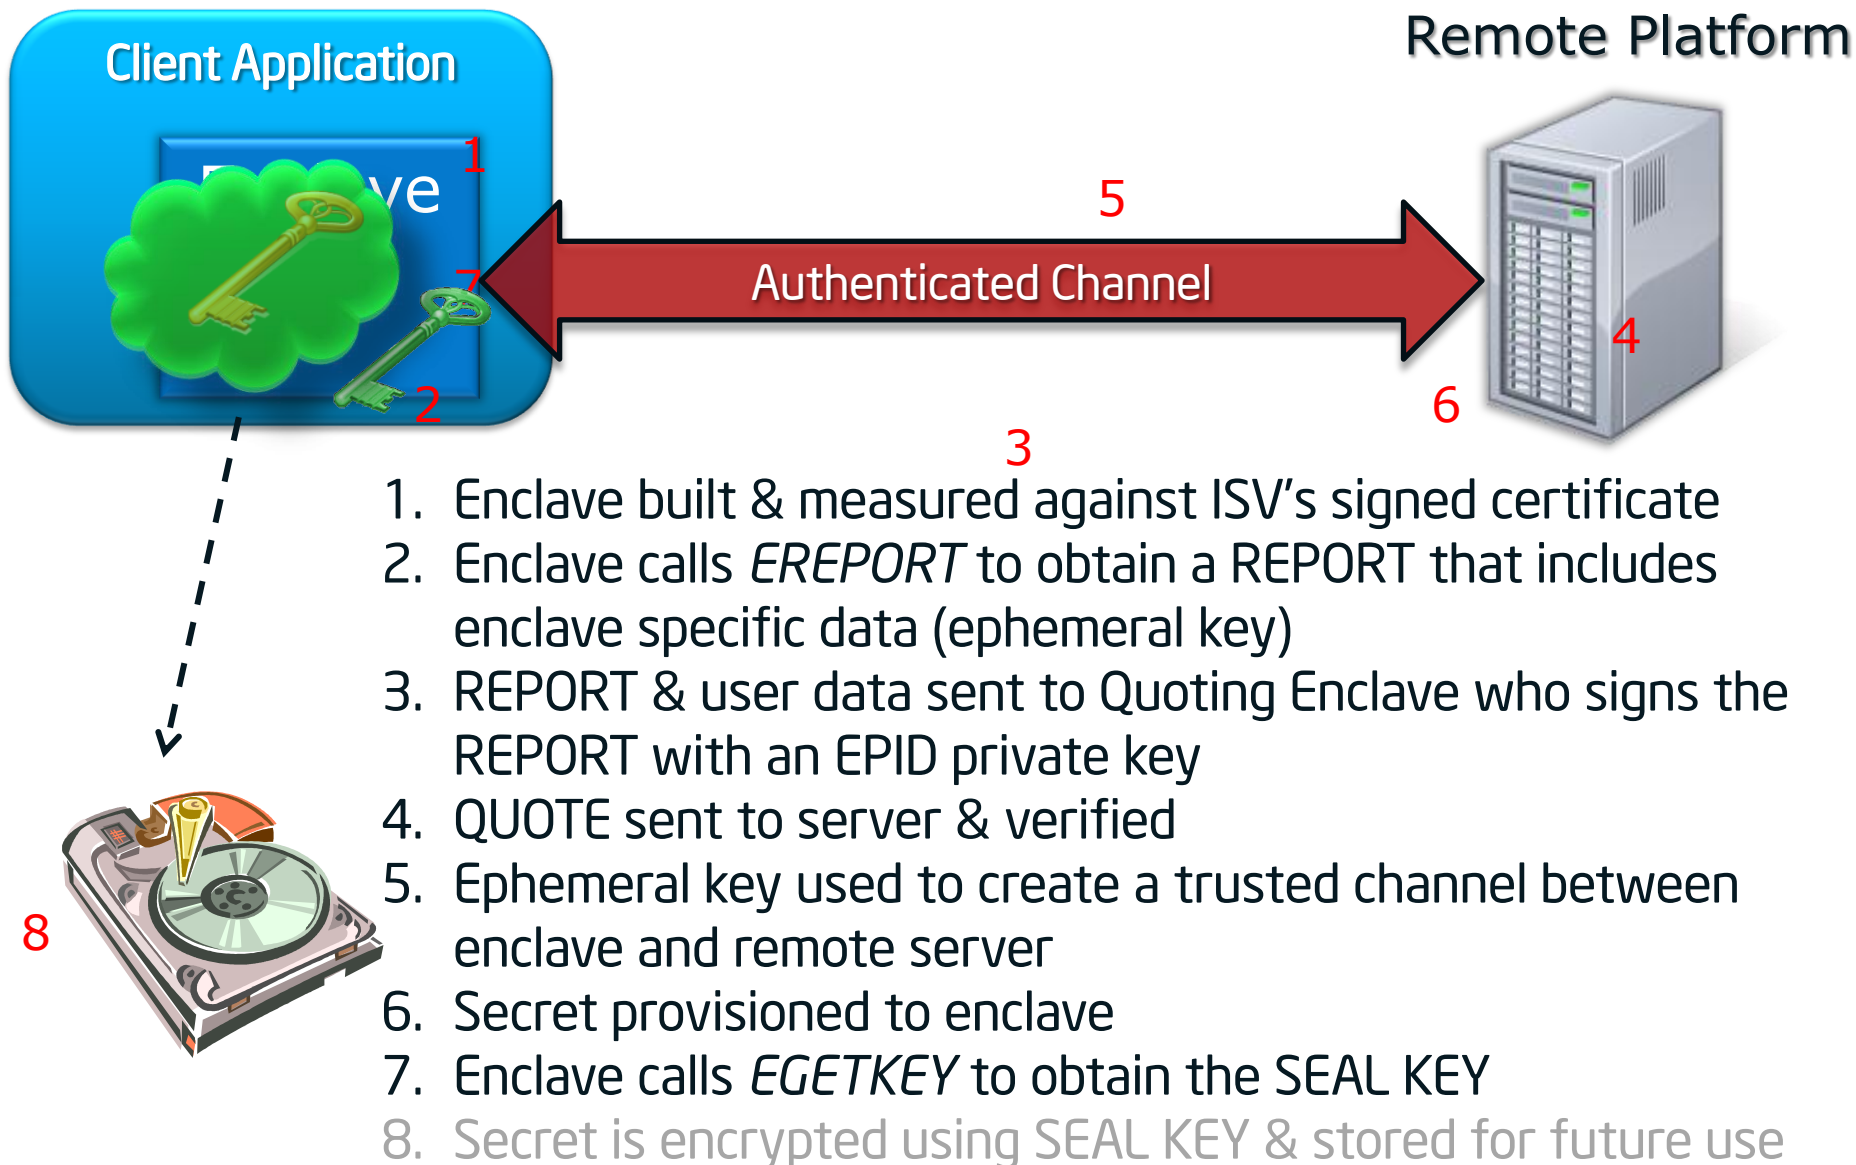 Client Application
Remote Platform
1
5
7
Authenticated Channel
4
2
6
3
1. Enclave built & measured against ISV’s signed certificate
2. Enclave calls EREPORT to obtain a REPORT that includes
enclave specific data (ephemeral key)
3. REPORT & user data sent to Quoting Enclave who signs the
REPORT with an EPID private key
4. QUOTE sent to server & verified
5. Ephemeral key used to create a trusted channel between
enclave and remote server
8
6. Secret provisioned to enclave
7. Enclave calls EGETKEY to obtain the SEAL KEY
8. Secret is encrypted using SEAL KEY & stored for future use